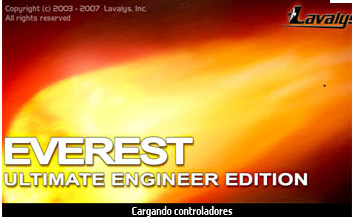 Copyright (c) 2003 - 2007 Lavalys, Inc.
All rights reserved
Lavalys
EVEREST
ULTIMATE ENGINEER EDITION
Cargando controladores